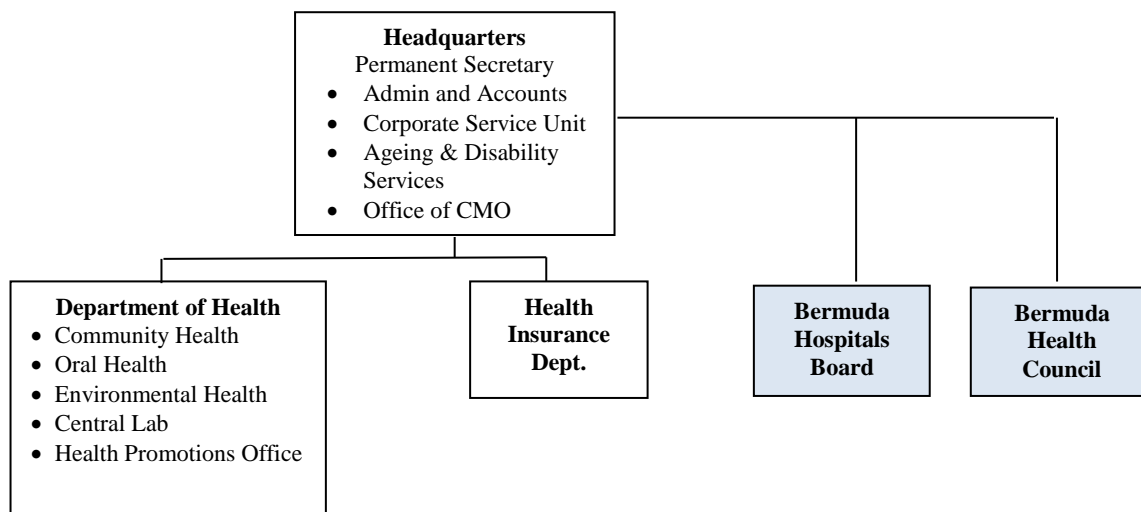 Headquarters
Permanent Secretary
• Admin and Accounts
• Corporate Service Unit
• Ageing & Disability
Services
• Office of CMO
Department of Health
• Community Health
• Oral Health
• Environmental Health
• Central Lab
• Health Promotions Office
Health
Insurance
Dept.
Bermuda
Hospitals
Board
Bermuda
Health
Council